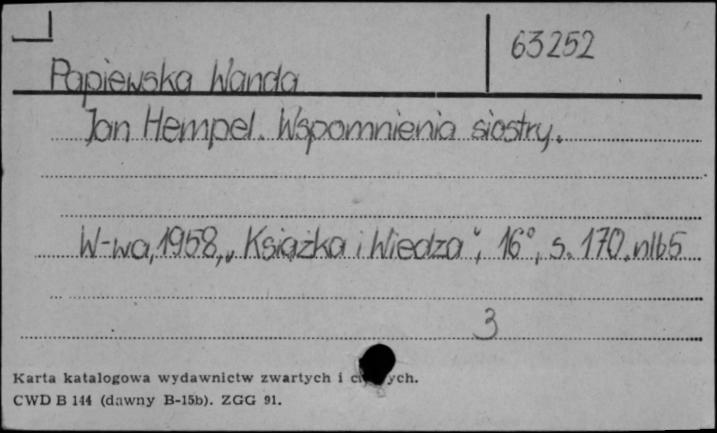 63252
Papiewska Wanda
Jan Hempel. Wspomnienia siostry.
W-wa, 1958, „Książka i Wiedza", 16°, s. 170. nlb5
3
Karta katalogowa wydawnictw zwartych i
CWD B 144 (dawny B-15b). ZGG 91.